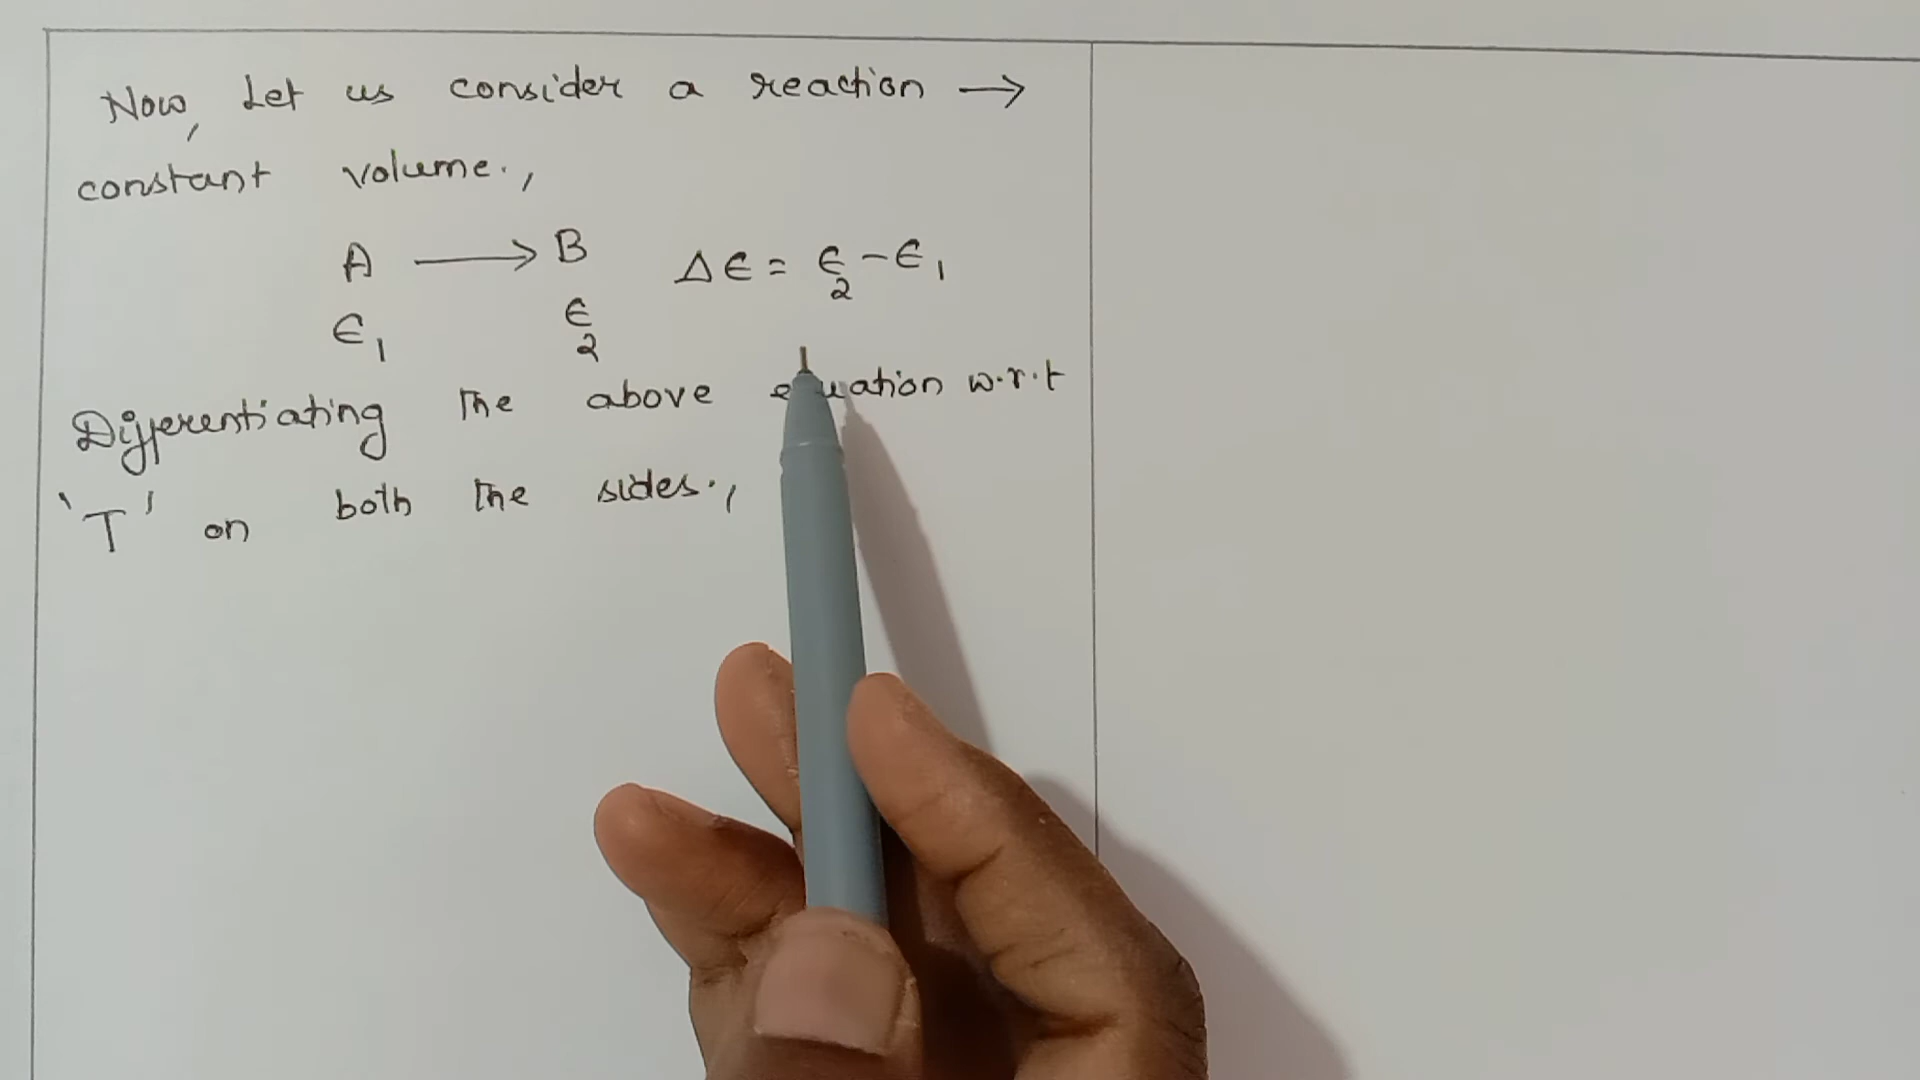 Now, Let us consider a reaction →
constant volume.,
A → B ΔE = E2 - E1
E1 E2
Differentiating the above equation w.r.t
'T' on both the sides.,